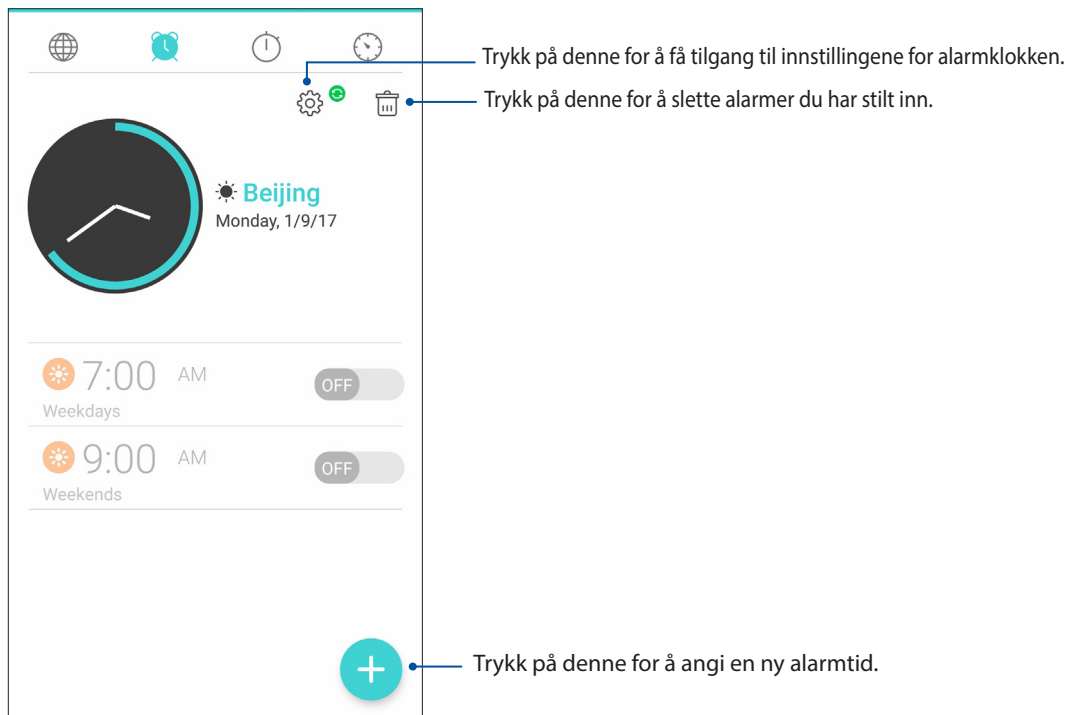 Trykk på denne for å få tilgang til innstillingene for alarmklokken.
Trykk på denne for å slette alarmer du har stilt inn.
Beijing
Monday, 1/9/17
7:00 AM
OFF
Weekdays
9:00 AM
OFF
Weekends
Trykk på denne for å angi en ny alarmtid.